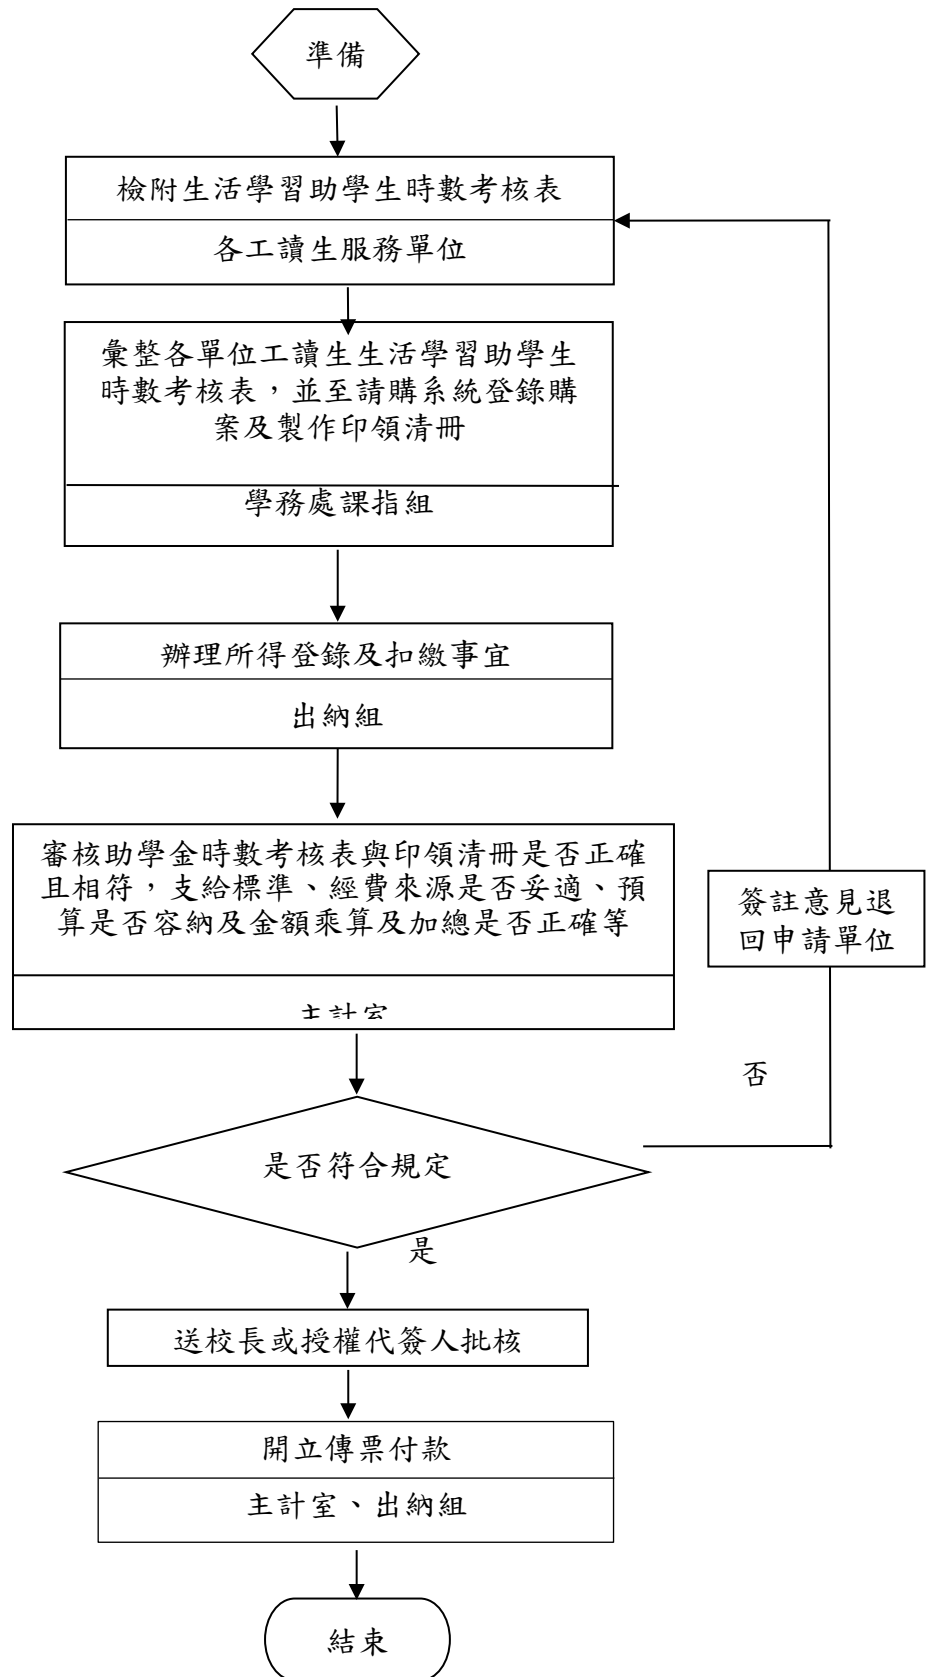 準備
檢附生活學習助學生時數考核表
各工讀生服務單位
彙整各單位工讀生生活學習助學生
時數考核表，並至請購系統登錄購
案及製作印領清冊
學務處課指組
辦理所得登錄及扣繳事宜
出納組
審核助學金時數考核表與印領清冊是否正確
且相符，支給標準、經費來源是否妥適、預
算是否容納及金額乘算及加總是否正確等
主計室
簽註意見退
回申請單位
否
是否符合規定
是
送校長或授權代簽人批核
開立傳票付款
主計室、出納組
結束